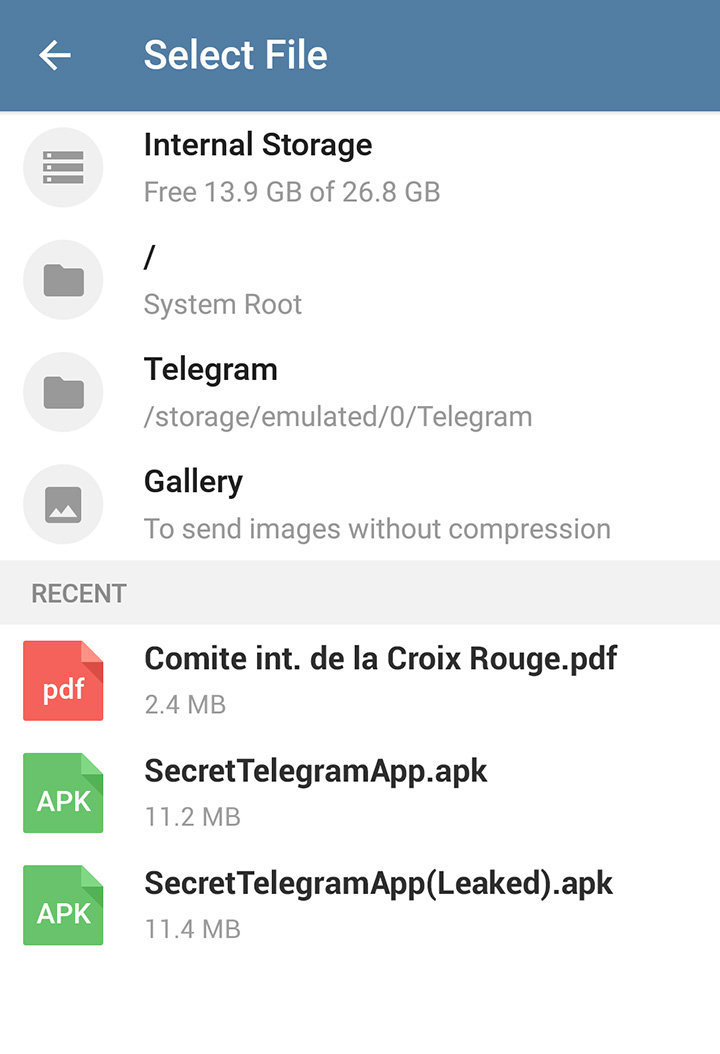 Select File
Internal Storage
Free 13.9 GB of 26.8 GB
/
System Root
Telegram
/storage/emulated/0/Telegram
Gallery
To send images without compression
RECENT
pdf
Comite int. de la Croix Rouge.pdf
2.4 MB
APK
SecretTelegramApp.apk
11.2 MB
APK
SecretTelegramApp(Leaked).apk
11.4 MB